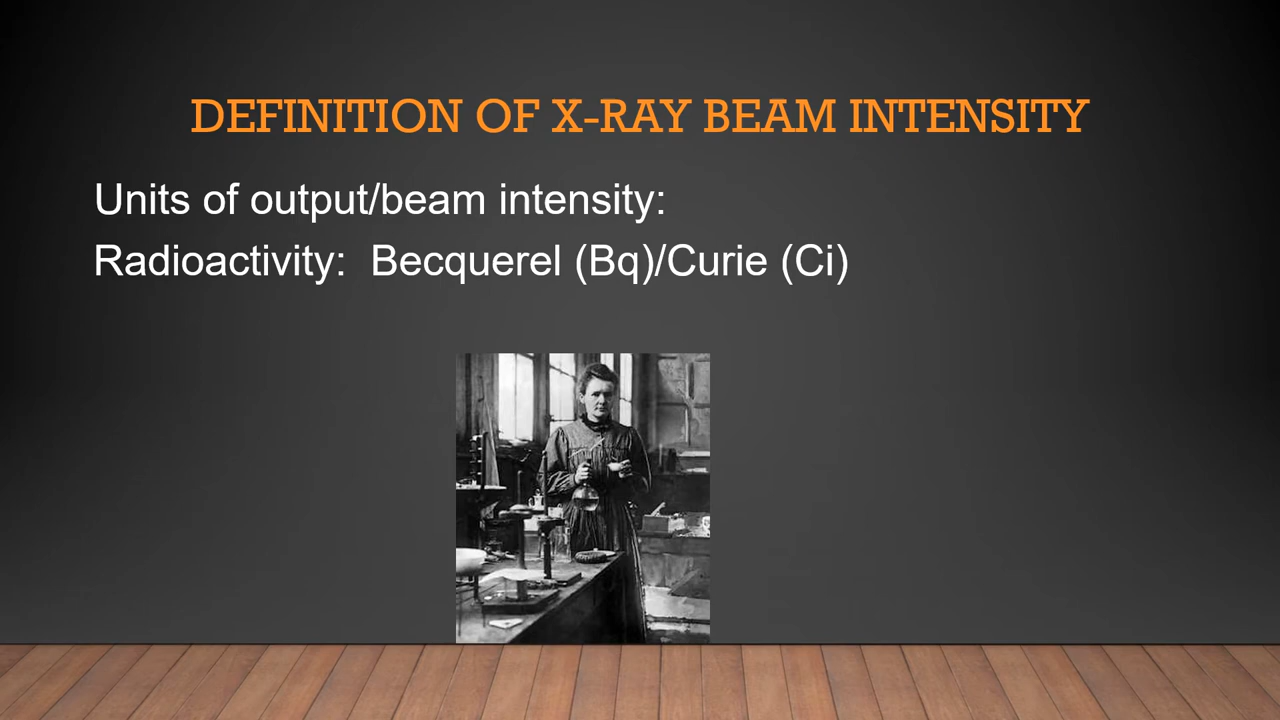 DEFINITION OF X-RAY BEAM INTENSITY
Units of output/beam intensity:
Radioactivity:  Becquerel (Bq)/Curie (Ci)